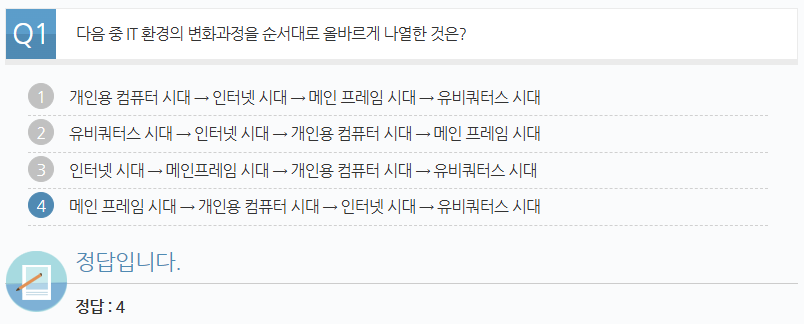 Q1 다음 중 IT 환경의 변화과정을 순서대로 올바르게 나열한 것은?
1 개인용 컴퓨터 시대 → 인터넷 시대 → 메인 프레임 시대 → 유비쿼터스 시대
2 유비쿼터스 시대 → 인터넷 시대 → 개인용 컴퓨터 시대 → 메인 프레임 시대
3 인터넷 시대 → 메인프레임 시대 → 개인용 컴퓨터 시대 → 유비쿼터스 시대
4 메인 프레임 시대 → 개인용 컴퓨터 시대 → 인터넷 시대 → 유비쿼터스 시대
정답입니다.
정답 : 4